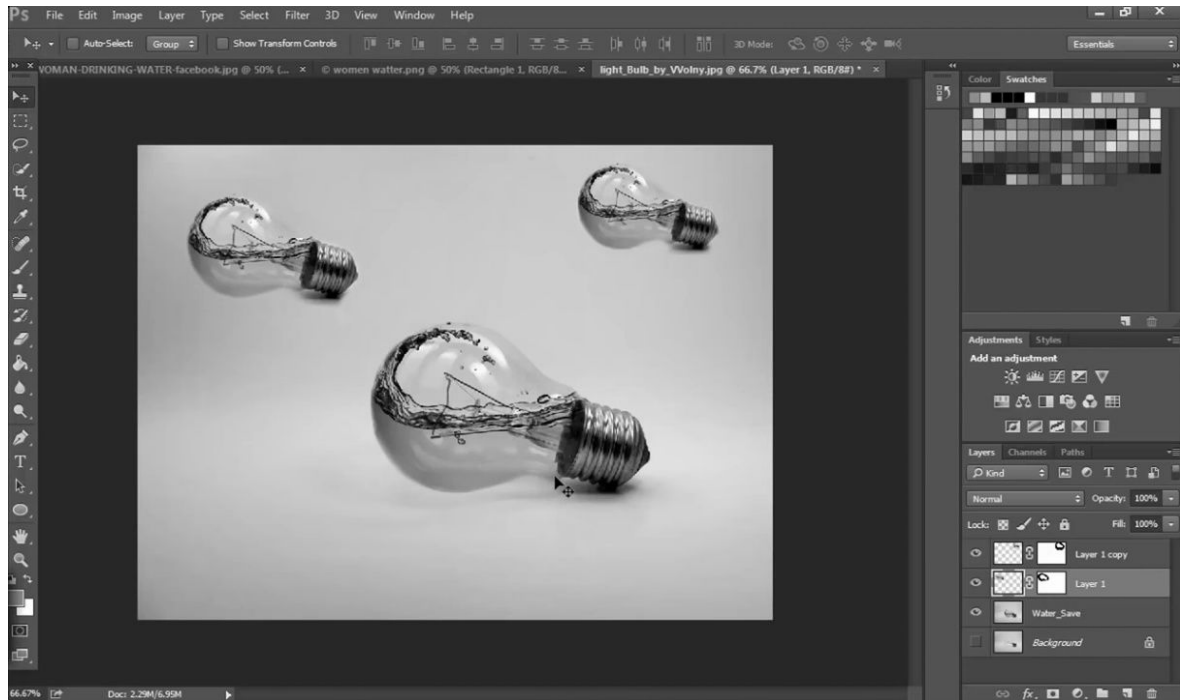 Ps File Edit Image Layer Type Select Filter 3D View Window Help
Auto-Select: Group Show Transform Controls 3D Mode: Essentials
WOMAN-DRINKING-WATER-facebook.jpg @ 50% (... × © women watter.png @ 50% (Rectangle 1, RGB/8... × light_Bulb_by_VVolny.jpg @ 66.7% (Layer 1, RGB/8#) * ×
Color Swatches
Adjustments Styles
Add an adjustment
Layers Channels Paths
Kind
Normal Opacity: 100%
Lock: Fill: 100%
Layer 1 copy
Layer 1
Water_Save
Background
66.67% Doc: 2.29M/6.95M
fx